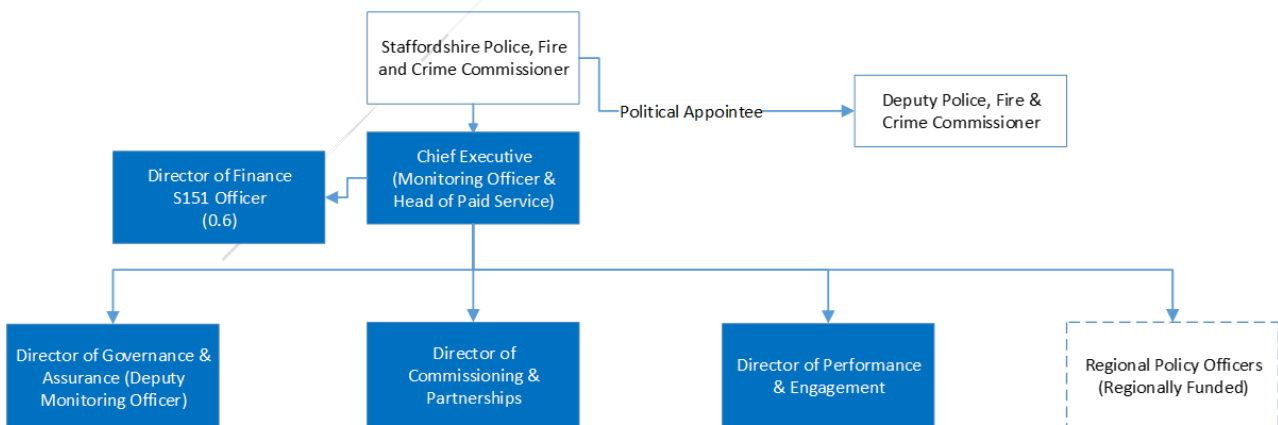 Staffordshire Police, Fire
and Crime Commissioner
Political Appointee
Deputy Police, Fire &
Crime Commissioner
Chief Executive
(Monitoring Officer &
Head of Paid Service)
Director of Finance
S151 Officer
(0.6)
Director of Governance &
Assurance (Deputy
Monitoring Officer)
Director of
Commissioning &
Partnerships
Director of Performance
& Engagement
Regional Policy Officers
(Regionally Funded)